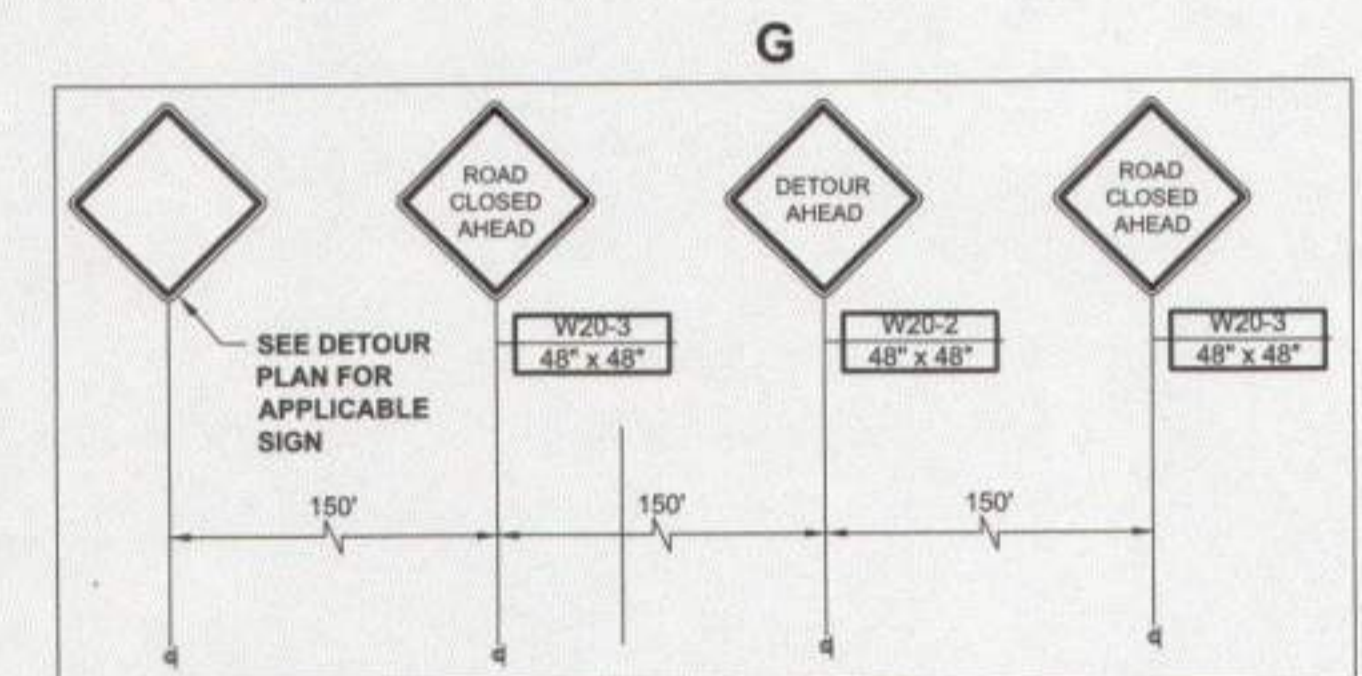 G
ROAD
CLOSED
AHEAD
DETOUR
AHEAD
ROAD
CLOSED
AHEAD
W20-3
48" x 48"
W20-2
48" x 48"
W20-3
48" x 48"
SEE DETOUR
PLAN FOR
APPLICABLE
SIGN
150'
150'
150'